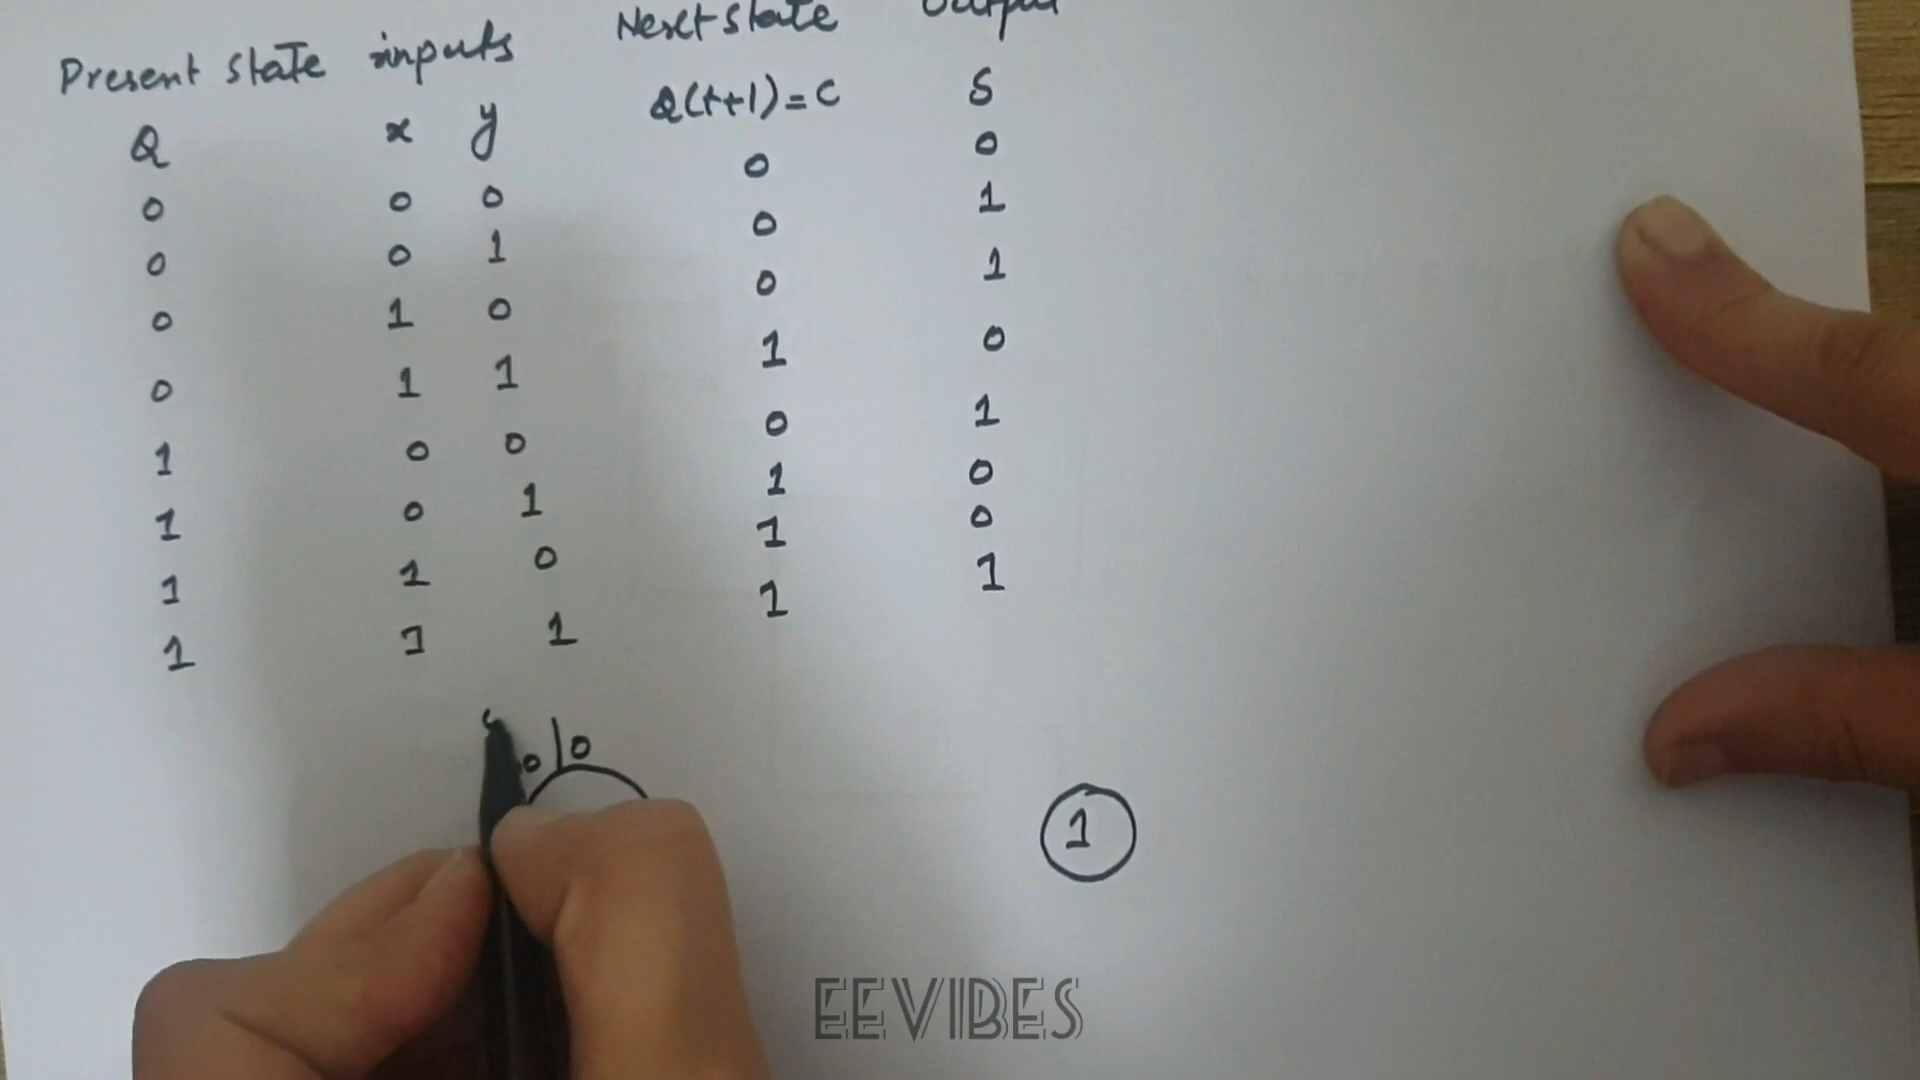 Present state inputs Next state Output
Q x y Q(t+1)=C S
0 0 0 0 0
0 0 1 0 1
0 1 0 0 1
0 1 1 1 0
1 0 0 0 1
1 0 1 1 0
1 1 0 1 0
1 1 1 1 1
0/0
1
EEVIBES